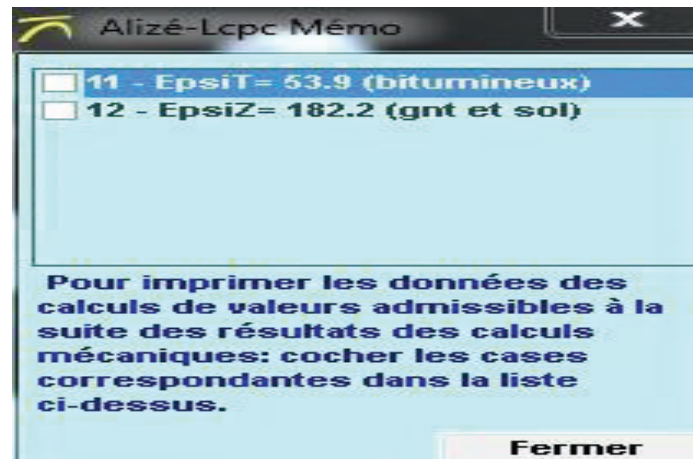 Alizé-Lcpc Mémo
11 - EpsiT= 53.9 (bitumineux)
12 - EpsiZ= 182.2 (gnt et sol)
Pour imprimer les données des
calculs de valeurs admissibles à la
suite des résultats des calculs
mécaniques: cocher les cases
correspondantes dans la liste
ci-dessus.
Fermer